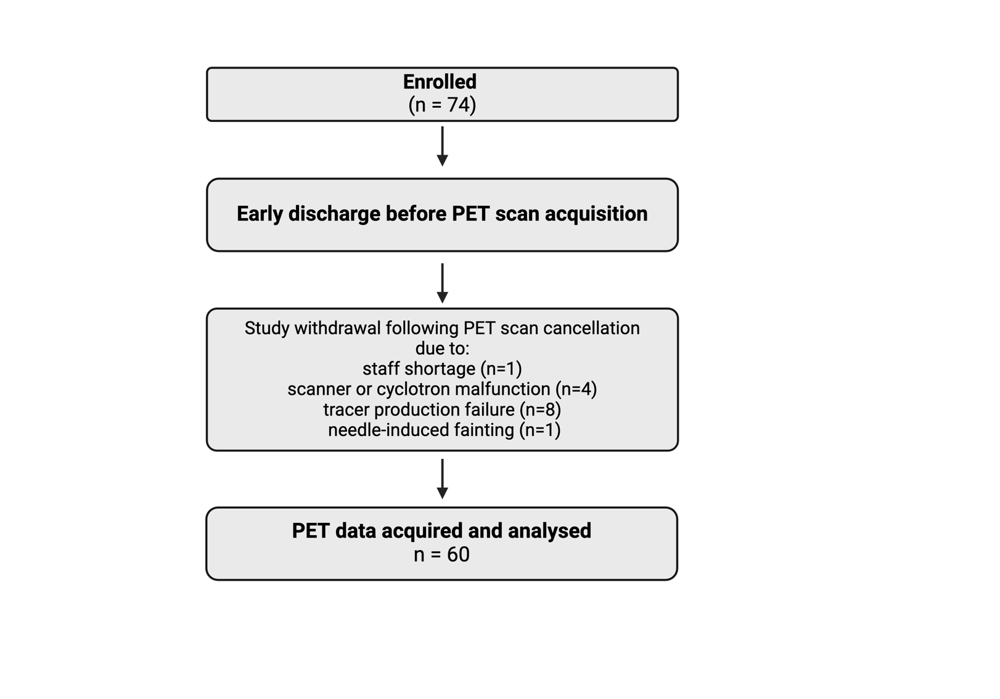 Enrolled
(n = 74)
Early discharge before PET scan acquisition
Study withdrawal following PET scan cancellation
due to:
staff shortage (n=1)
scanner or cyclotron malfunction (n=4)
tracer production failure (n=8)
needle-induced fainting (n=1)
PET data acquired and analysed
n = 60